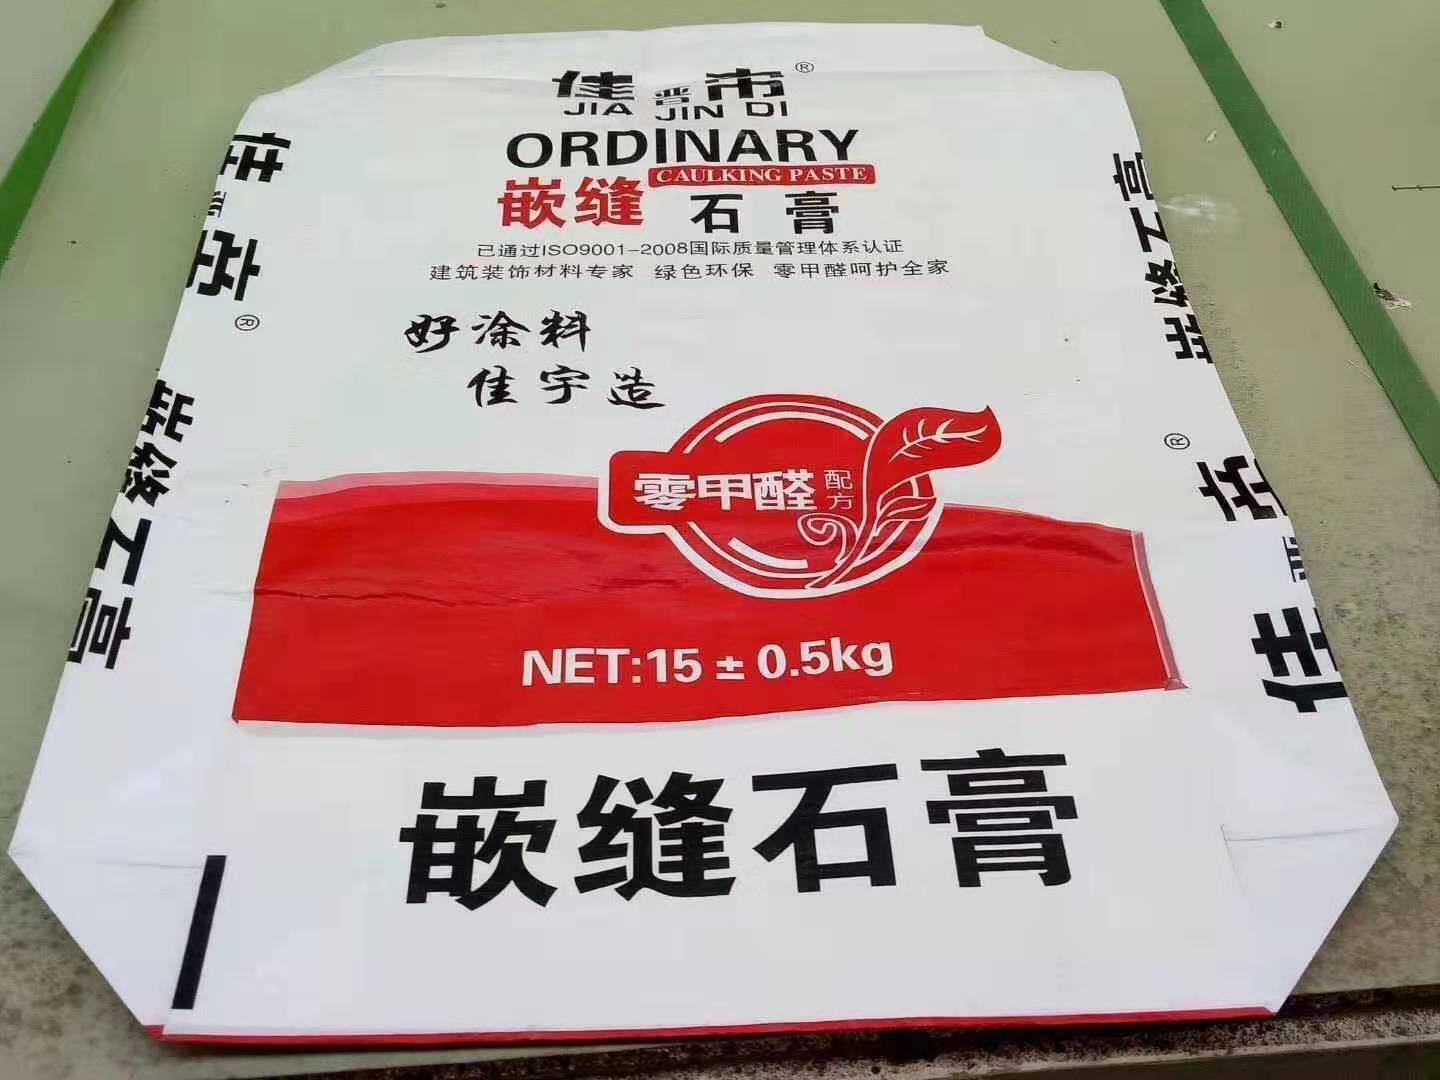 佳晋帝®
JIA JIN DI
ORDINARY
CAULKING PASTE
嵌缝石膏
已通过ISO9001-2008国际质量管理体系认证
建筑装饰材料专家 绿色环保 零甲醛呵护全家
好涂料
佳宇造
零甲醛配方
NET:15±0.5kg
嵌缝石膏